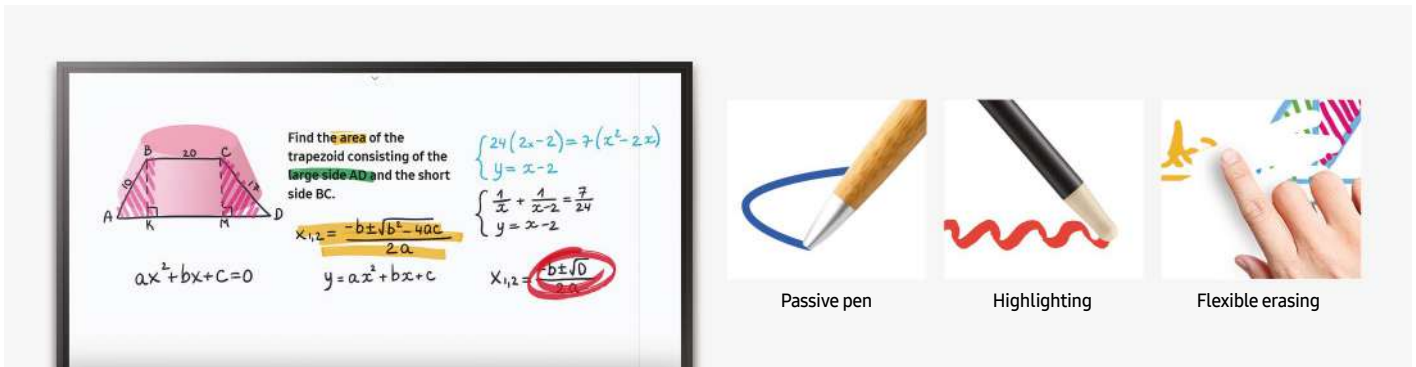 B 20 C
10
17
A K M D
Find the area of the
trapezoid consisting of the
large side AD and the short
side BC.
24(2x-2)=7(x²-2x)
y=x-2
1/x + 1/x-2 = 7/24
y=x-2
x₁,₂ = -b±√b²-4ac / 2a
ax²+bx+c=0
y=ax²+bx+c
x₁,₂ = -b±√D / 2a
Passive pen
Highlighting
Flexible erasing